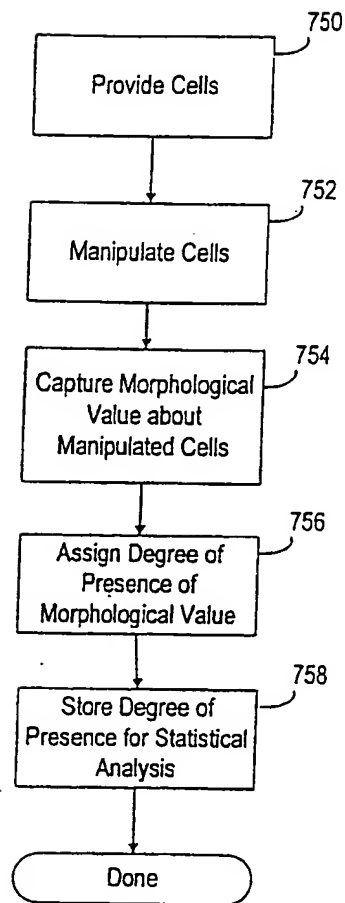 750
Provide Cells
752
Manipulate Cells
754
Capture Morphological
Value about
Manipulated Cells
756
Assign Degree of
Presence of
Morphological Value
758
Store Degree of
Presence for Statistical
Analysis
Done